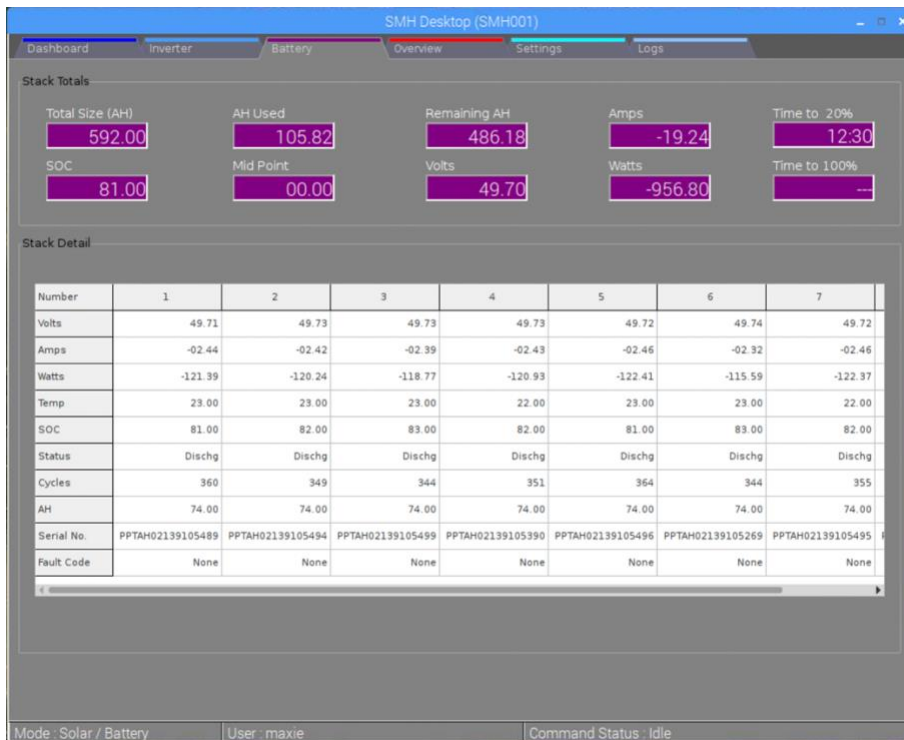 SMH Desktop (SMH001)
Dashboard Inverter Battery Overview Settings Logs
Stack Totals
Total Size (AH) AH Used Remaining AH Amps Time to 20%
592.00 105.82 486.18 -19.24 12:30
SOC Mid Point Volts Watts Time to 100%
81.00 00.00 49.70 -956.80 ---
Stack Detail
Number 1 2 3 4 5 6 7
Volts 49.71 49.73 49.73 49.73 49.72 49.74 49.72
Amps -02.44 -02.42 -02.39 -02.43 -02.46 -02.32 -02.46
Watts -121.39 -120.24 -118.77 -120.93 -122.41 -115.59 -122.37
Temp 23.00 23.00 23.00 22.00 23.00 23.00 22.00
SOC 81.00 82.00 83.00 82.00 81.00 83.00 82.00
Status Dischg Dischg Dischg Dischg Dischg Dischg Dischg
Cycles 360 349 344 351 364 344 355
AH 74.00 74.00 74.00 74.00 74.00 74.00 74.00
Serial No. PPTAH02139105489 PPTAH02139105494 PPTAH02139105499 PPTAH02139105390 PPTAH02139105496 PPTAH02139105269 PPTAH02139105495
Fault Code None None None None None None None
Mode : Solar / Battery User : maxie Command Status : Idle